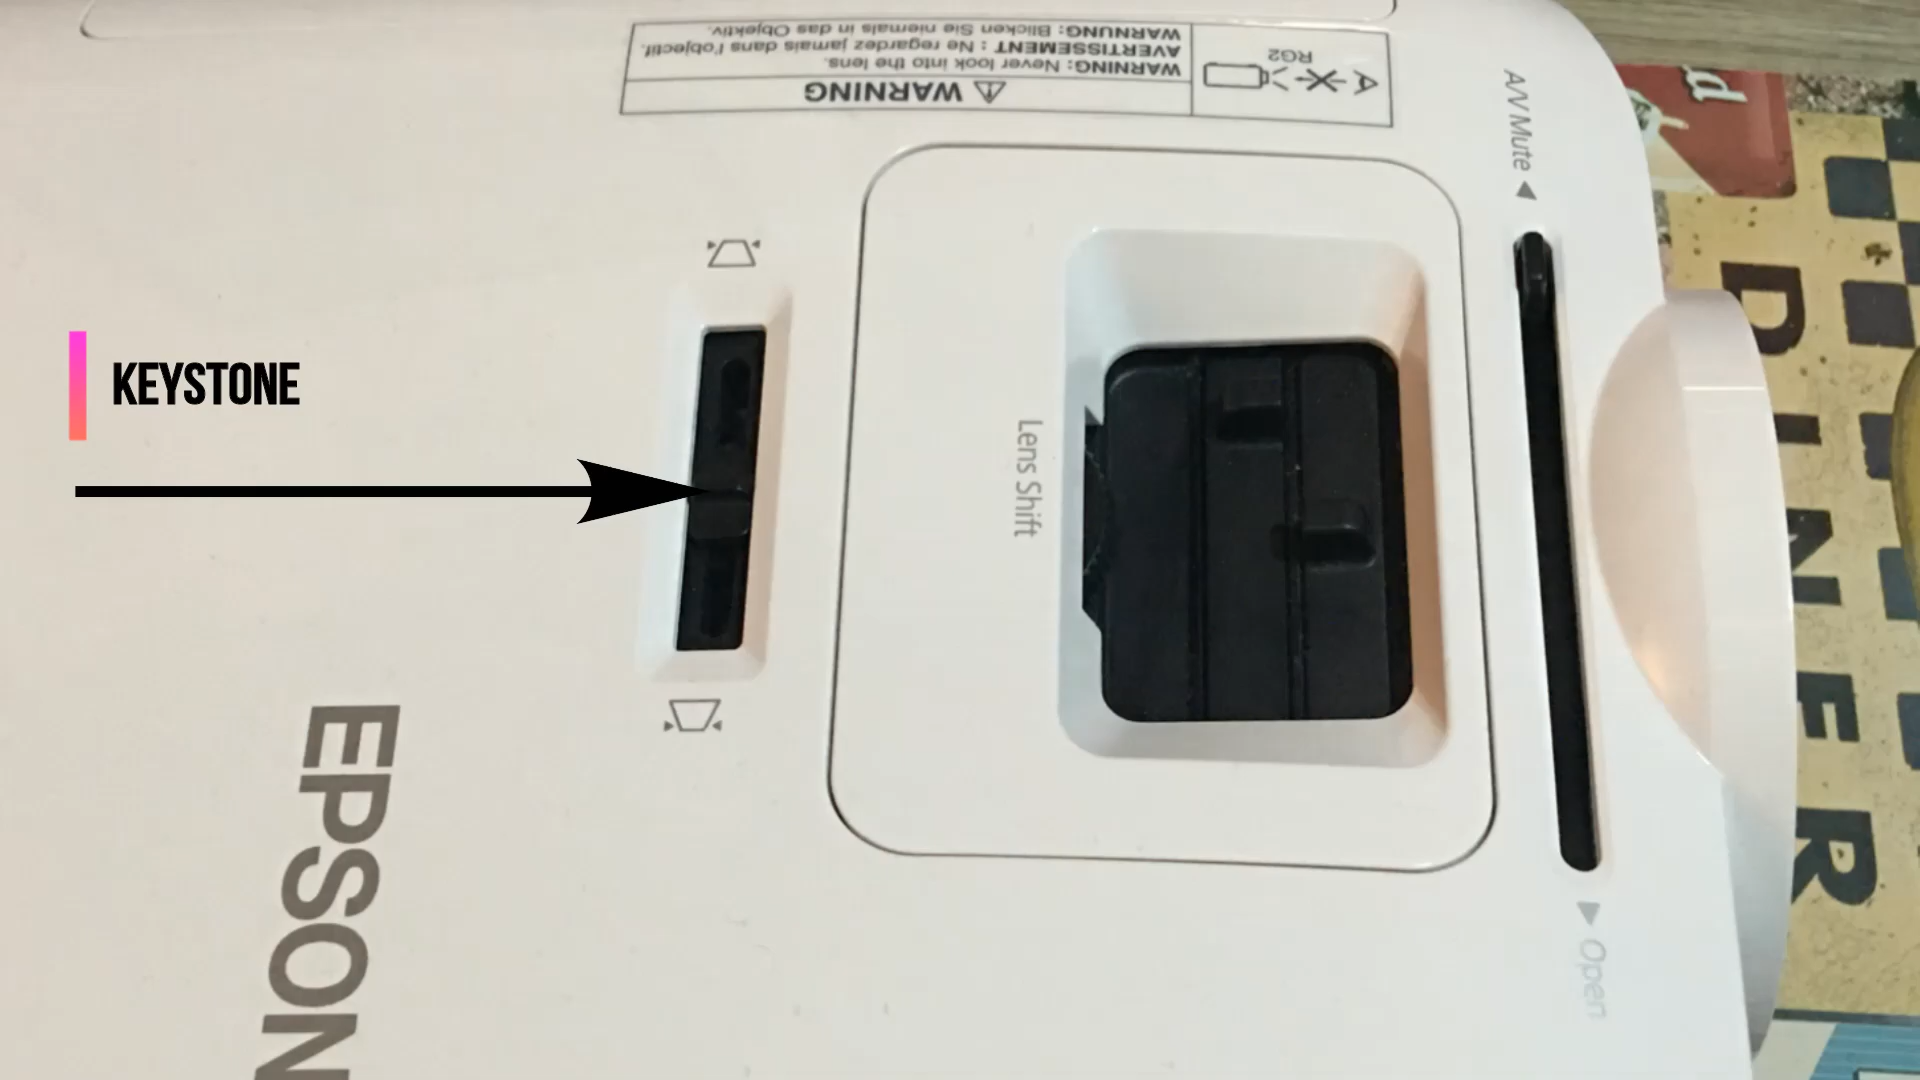 WARNING
WARNING: Never look into the lens.
AVERTISSEMENT : Ne regardez jamais dans l'objectif.
WARNUNG: Blicken Sie niemals in das Objektiv.
RG2
A/V Mute
KEYSTONE
Lens Shift
EPSON
Open
DINER